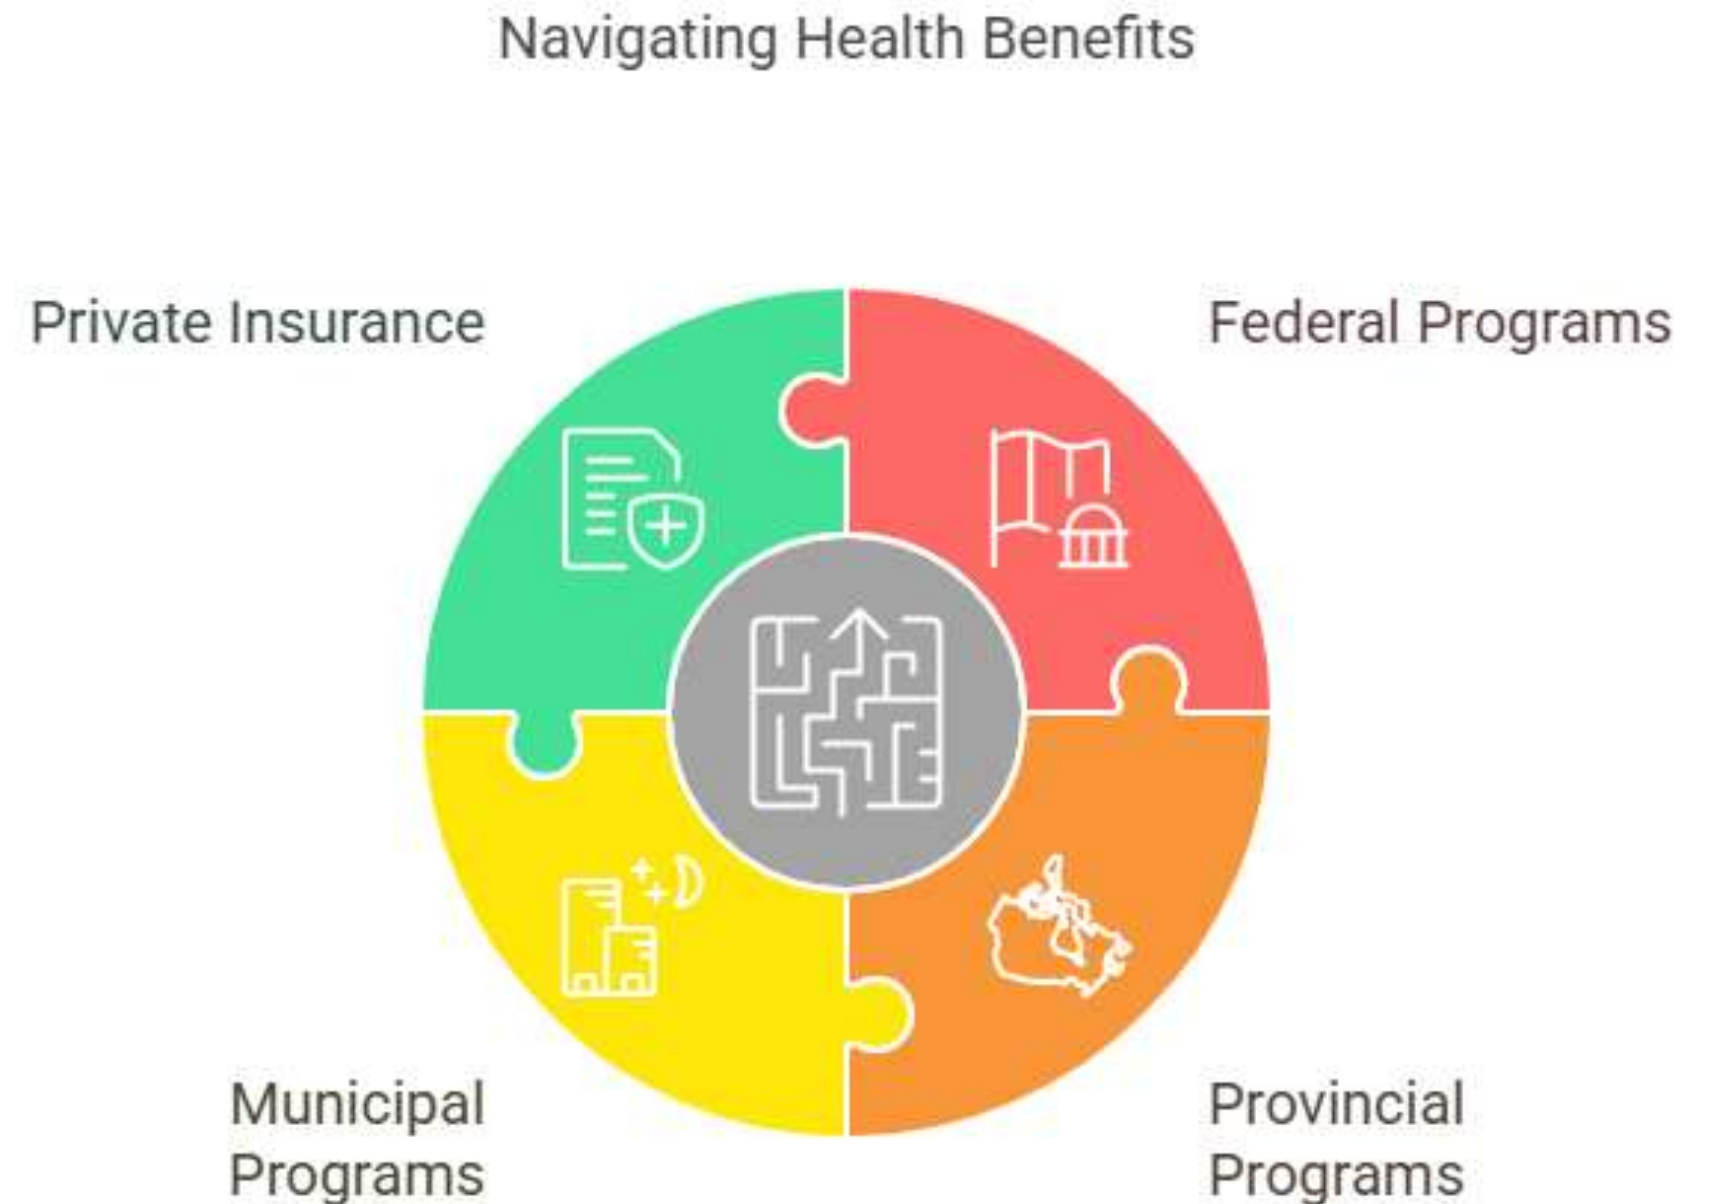 Navigating Health Benefits
Private Insurance
Federal Programs
Municipal
Programs
Provincial
Programs